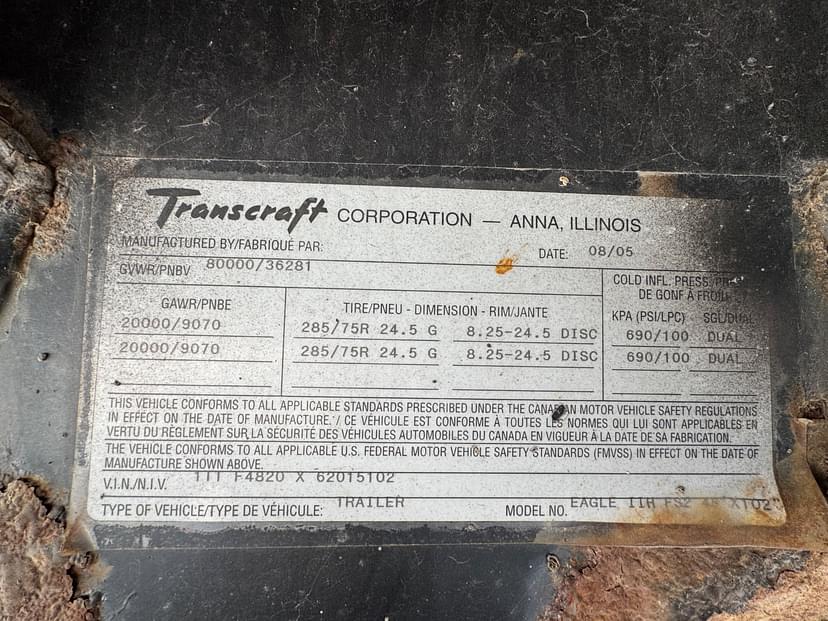 Transcraft CORPORATION — ANNA, ILLINOIS
MANUFACTURED BY/FABRIQUÉ PAR:
DATE: 08/05
GVWR/PNBV 80000/36281
COLD INFL. PRESS/
DE GONF À FROID
GAWR/PNBE TIRE/PNEU - DIMENSION - RIM/JANTE KPA (PSI/LPC) SGL/DUAL
20000/9070 285/75R 24.5 G 8.25-24.5 DISC 690/100 DUAL
20000/9070 285/75R 24.5 G 8.25-24.5 DISC 690/100 DUAL
THIS VEHICLE CONFORMS TO ALL APPLICABLE STANDARDS PRESCRIBED UNDER THE CANADIAN MOTOR VEHICLE SAFETY REGULATIONS
IN EFFECT ON THE DATE OF MANUFACTURE. / CE VÉHICULE EST CONFORME À TOUTES LES NORMES QUI LUI SONT APPLICABLES EN
VERTU DU RÈGLEMENT SUR LA SÉCURITÉ DES VÉHICULES AUTOMOBILES DU CANADA EN VIGUEUR À LA DATE DE SA FABRICATION.
THE VEHICLE CONFORMS TO ALL APPLICABLE U.S. FEDERAL MOTOR VEHICLE SAFETY STANDARDS (FMVSS) IN EFFECT ON THE DATE OF
MANUFACTURE SHOWN ABOVE.
V.I.N./N.I.V. F4820 X 62015102
TYPE OF VEHICLE/TYPE DE VÉHICULE: TRAILER MODEL NO. EAGLE IIH FS2